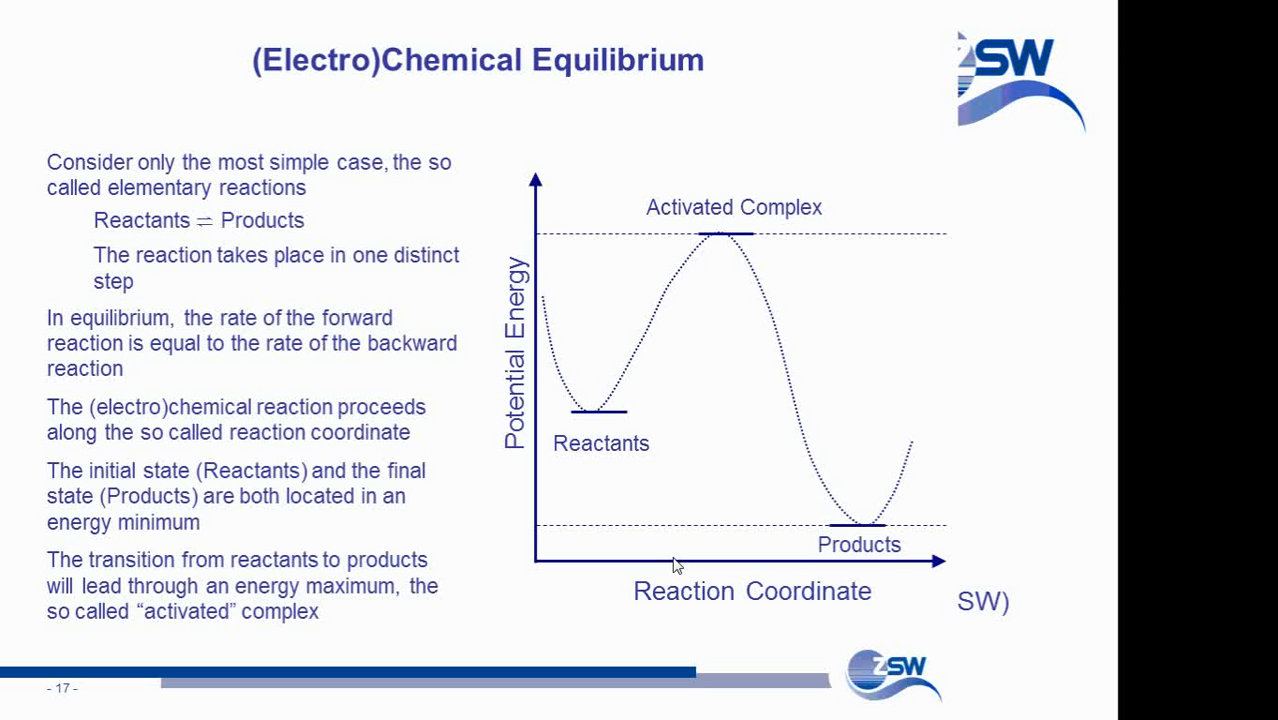 (Electro)Chemical Equilibrium
ZSW
Consider only the most simple case, the so
called elementary reactions
Reactants ⇌ Products
The reaction takes place in one distinct
step
In equilibrium, the rate of the forward
reaction is equal to the rate of the backward
reaction
The (electro)chemical reaction proceeds
along the so called reaction coordinate
The initial state (Reactants) and the final
state (Products) are both located in an
energy minimum
The transition from reactants to products
will lead through an energy maximum, the
so called “activated” complex
Activated Complex
Potential Energy
Reactants
Products
Reaction Coordinate
SW)
- 17 -
ZSW